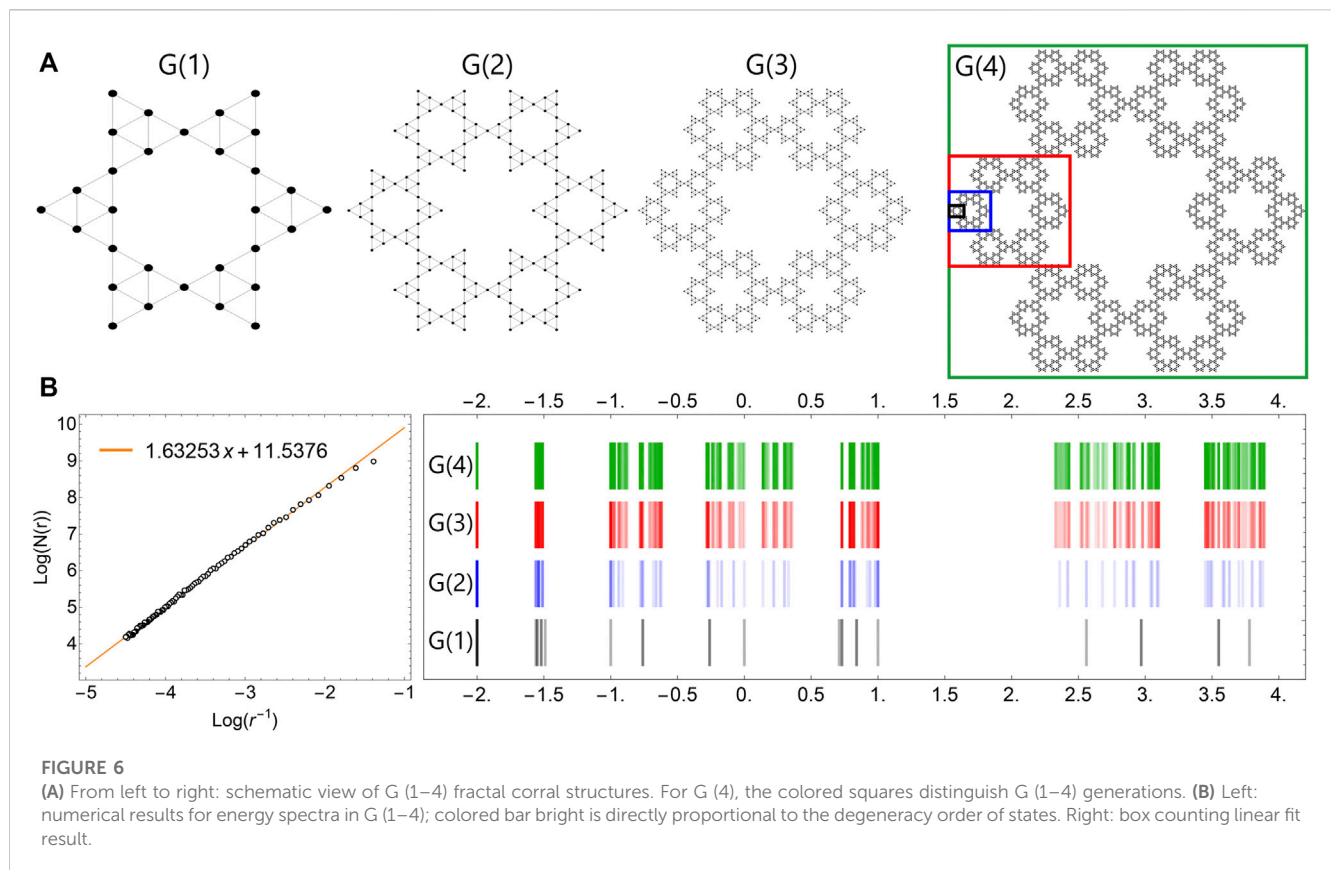 A
G(1)
G(2)
G(3)
G(4)
B
10
9
8
7
6
5
4
Log(N(r))
1.63253 x + 11.5376
−5
−4
−3
−2
−1
Log(r⁻¹)
−2. −1.5 −1. −0.5 0. 0.5 1. 1.5 2. 2.5 3. 3.5 4.
G(4)
G(3)
G(2)
G(1)
−2. −1.5 −1. −0.5 0. 0.5 1. 1.5 2. 2.5 3. 3.5 4.
FIGURE 6
(A) From left to right: schematic view of G (1–4) fractal corral structures. For G (4), the colored squares distinguish G (1–4) generations. (B) Left:
numerical results for energy spectra in G (1–4); colored bar bright is directly proportional to the degeneracy order of states. Right: box counting linear fit
result.